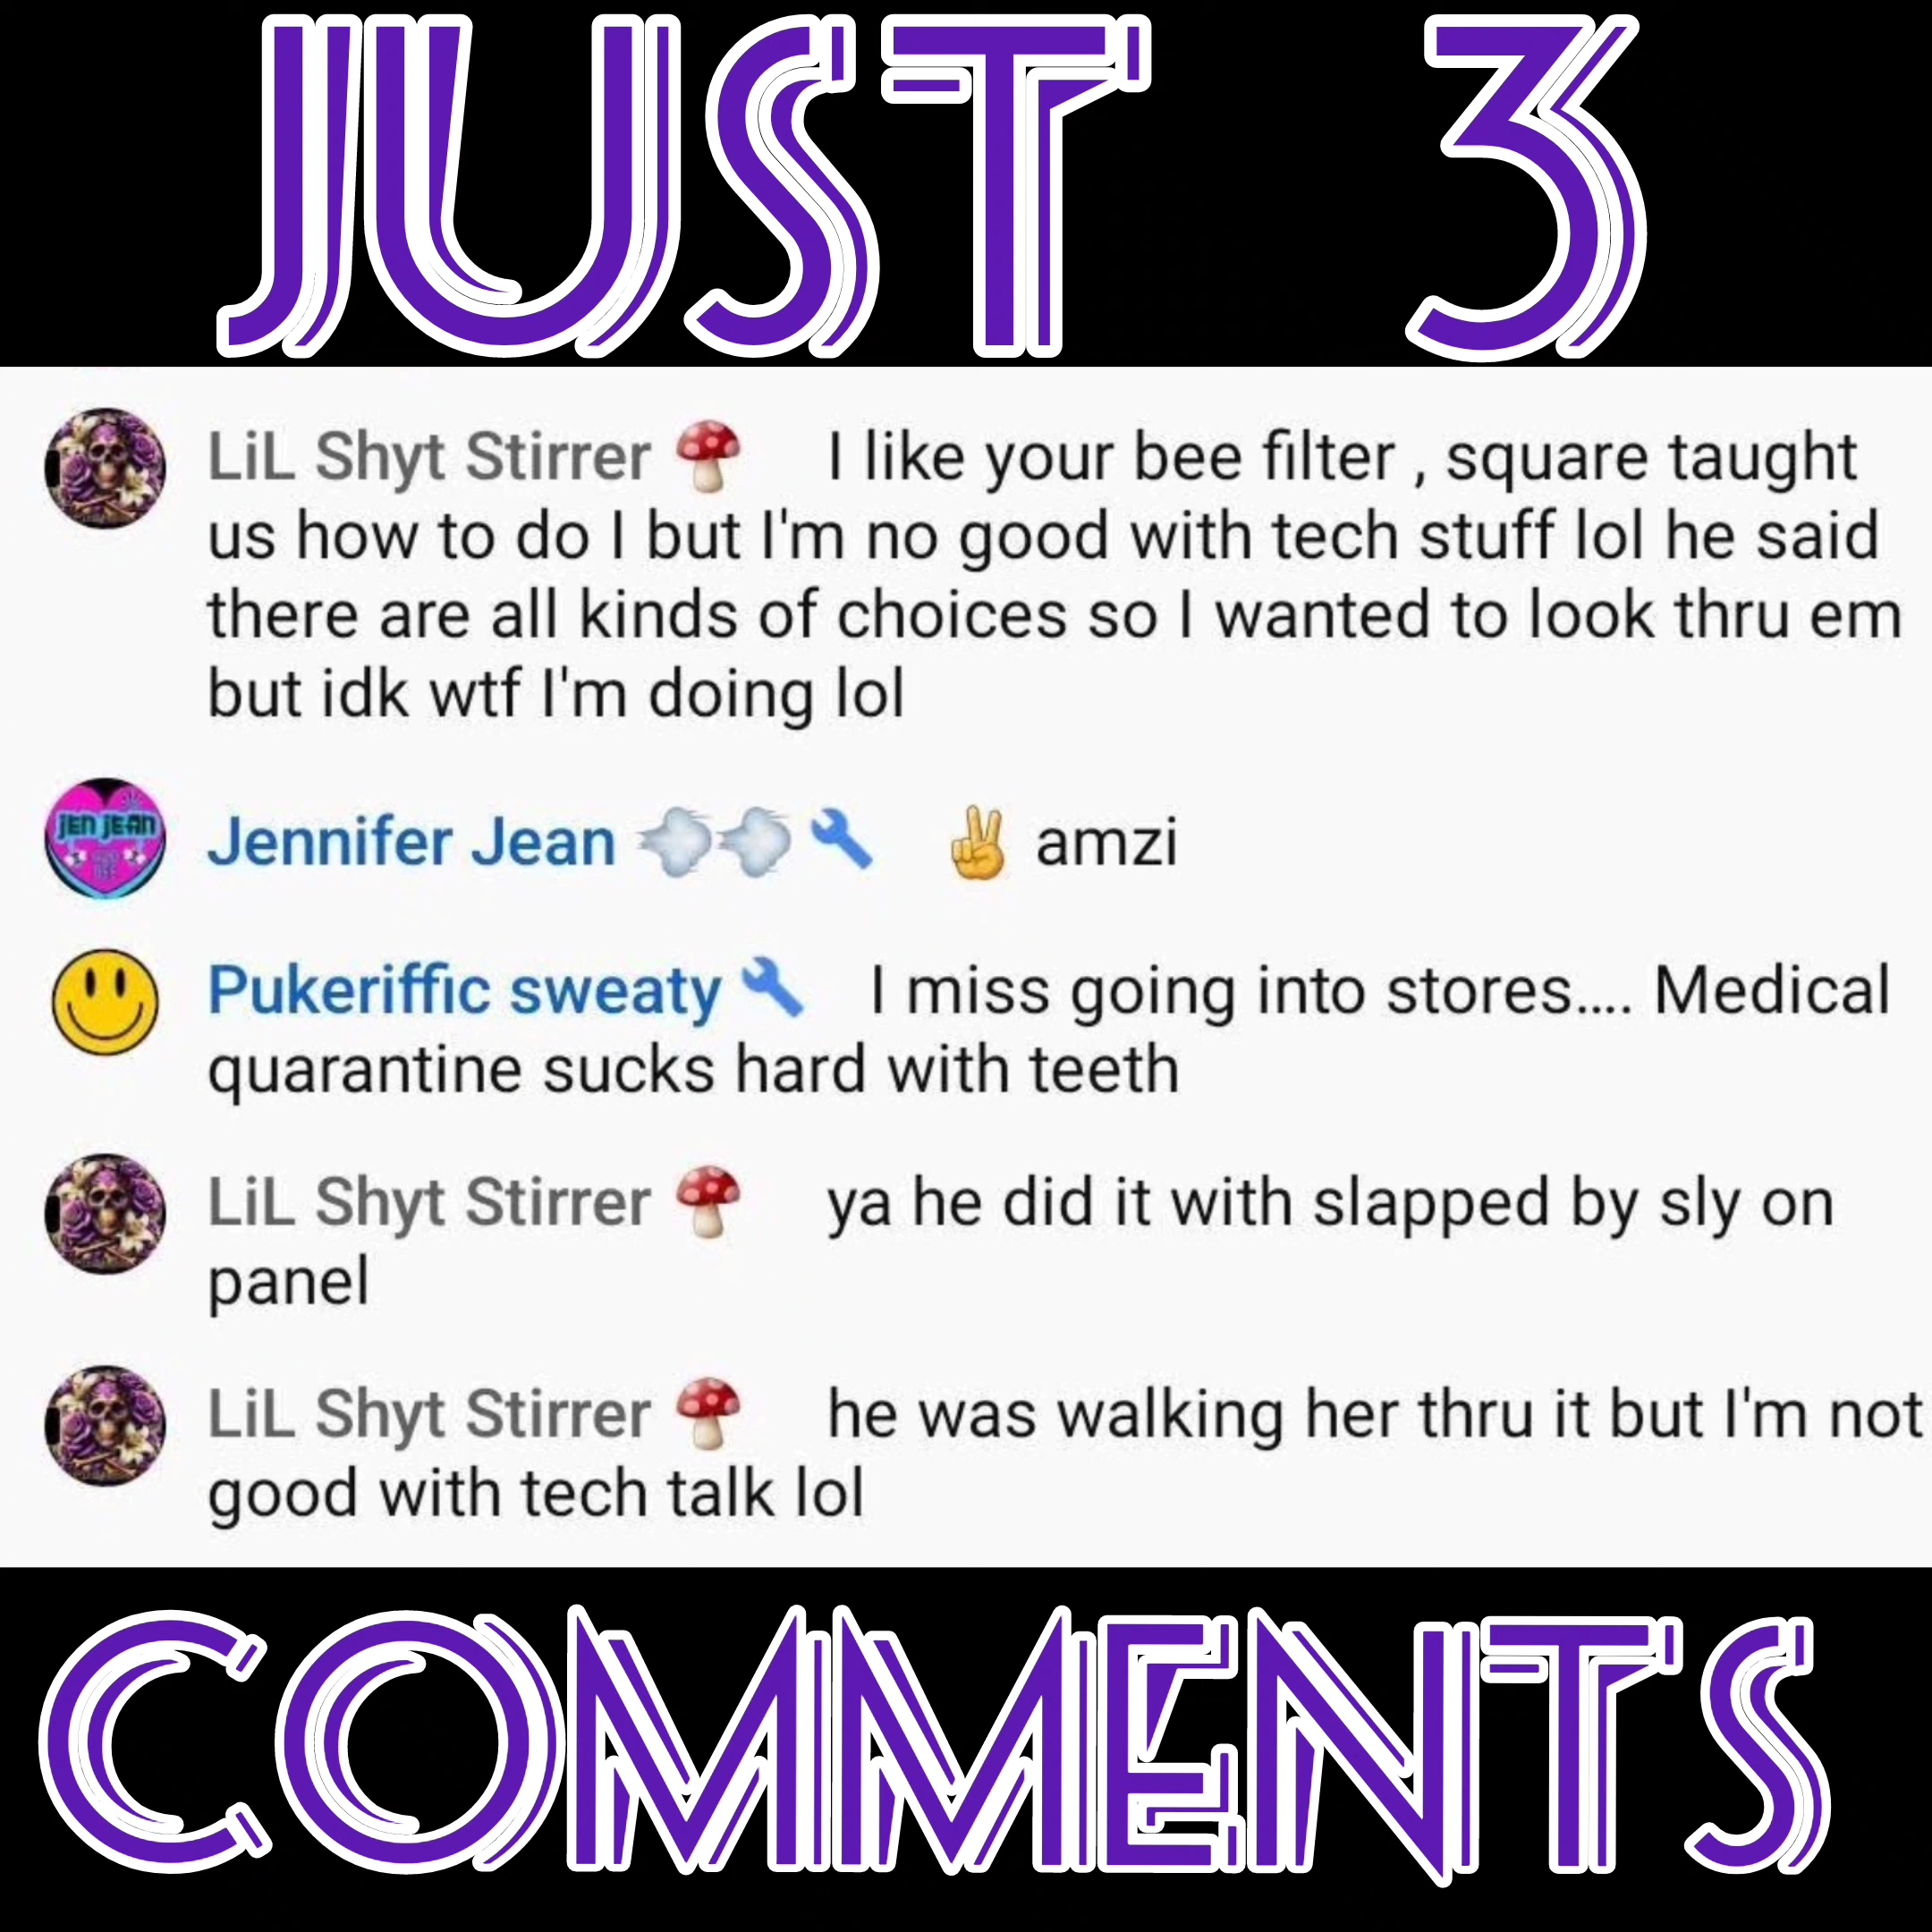 JUST 3
LiL Shyt Stirrer 🍄 I like your bee filter , square taught
us how to do I but I'm no good with tech stuff lol he said
there are all kinds of choices so I wanted to look thru em
but idk wtf I'm doing lol
JEN JEAN
Jennifer Jean 💨💨🔧 ✌️ amzi
Pukeriffic sweaty 🔧 I miss going into stores.... Medical
quarantine sucks hard with teeth
LiL Shyt Stirrer 🍄 ya he did it with slapped by sly on
panel
LiL Shyt Stirrer 🍄 he was walking her thru it but I'm not
good with tech talk lol
COMMENTS